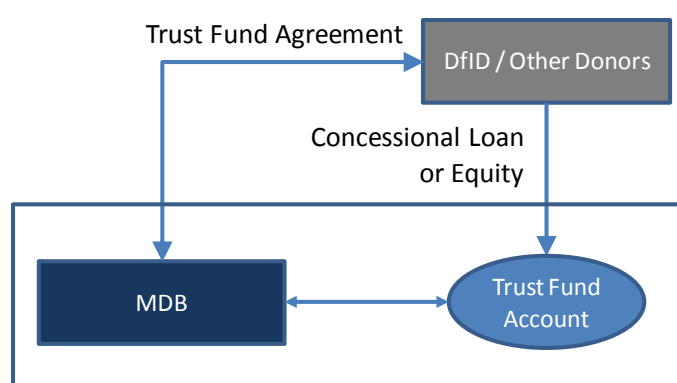 Trust Fund Agreement
DfID / Other Donors
Concessional Loan
or Equity
MDB
Trust Fund
Account